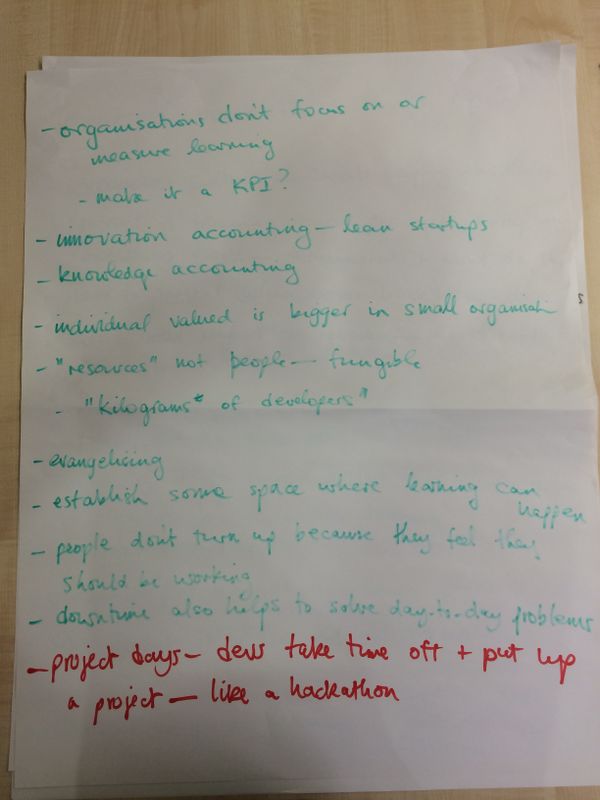 - organisations don't focus on or
measure learning
- make it a KPI?
- innovation accounting - lean startups
- knowledge accounting
- individual valued is bigger in small organisati
- "resources" not people - fungible
- "kilograms" of developers"
- evangelising
- establish some space where learning can
happen
- people don't turn up because they feel they
should be working
- downtime also helps to solve day-to-day problems
- project days - devs take time off + put up
a project - like a hackathon